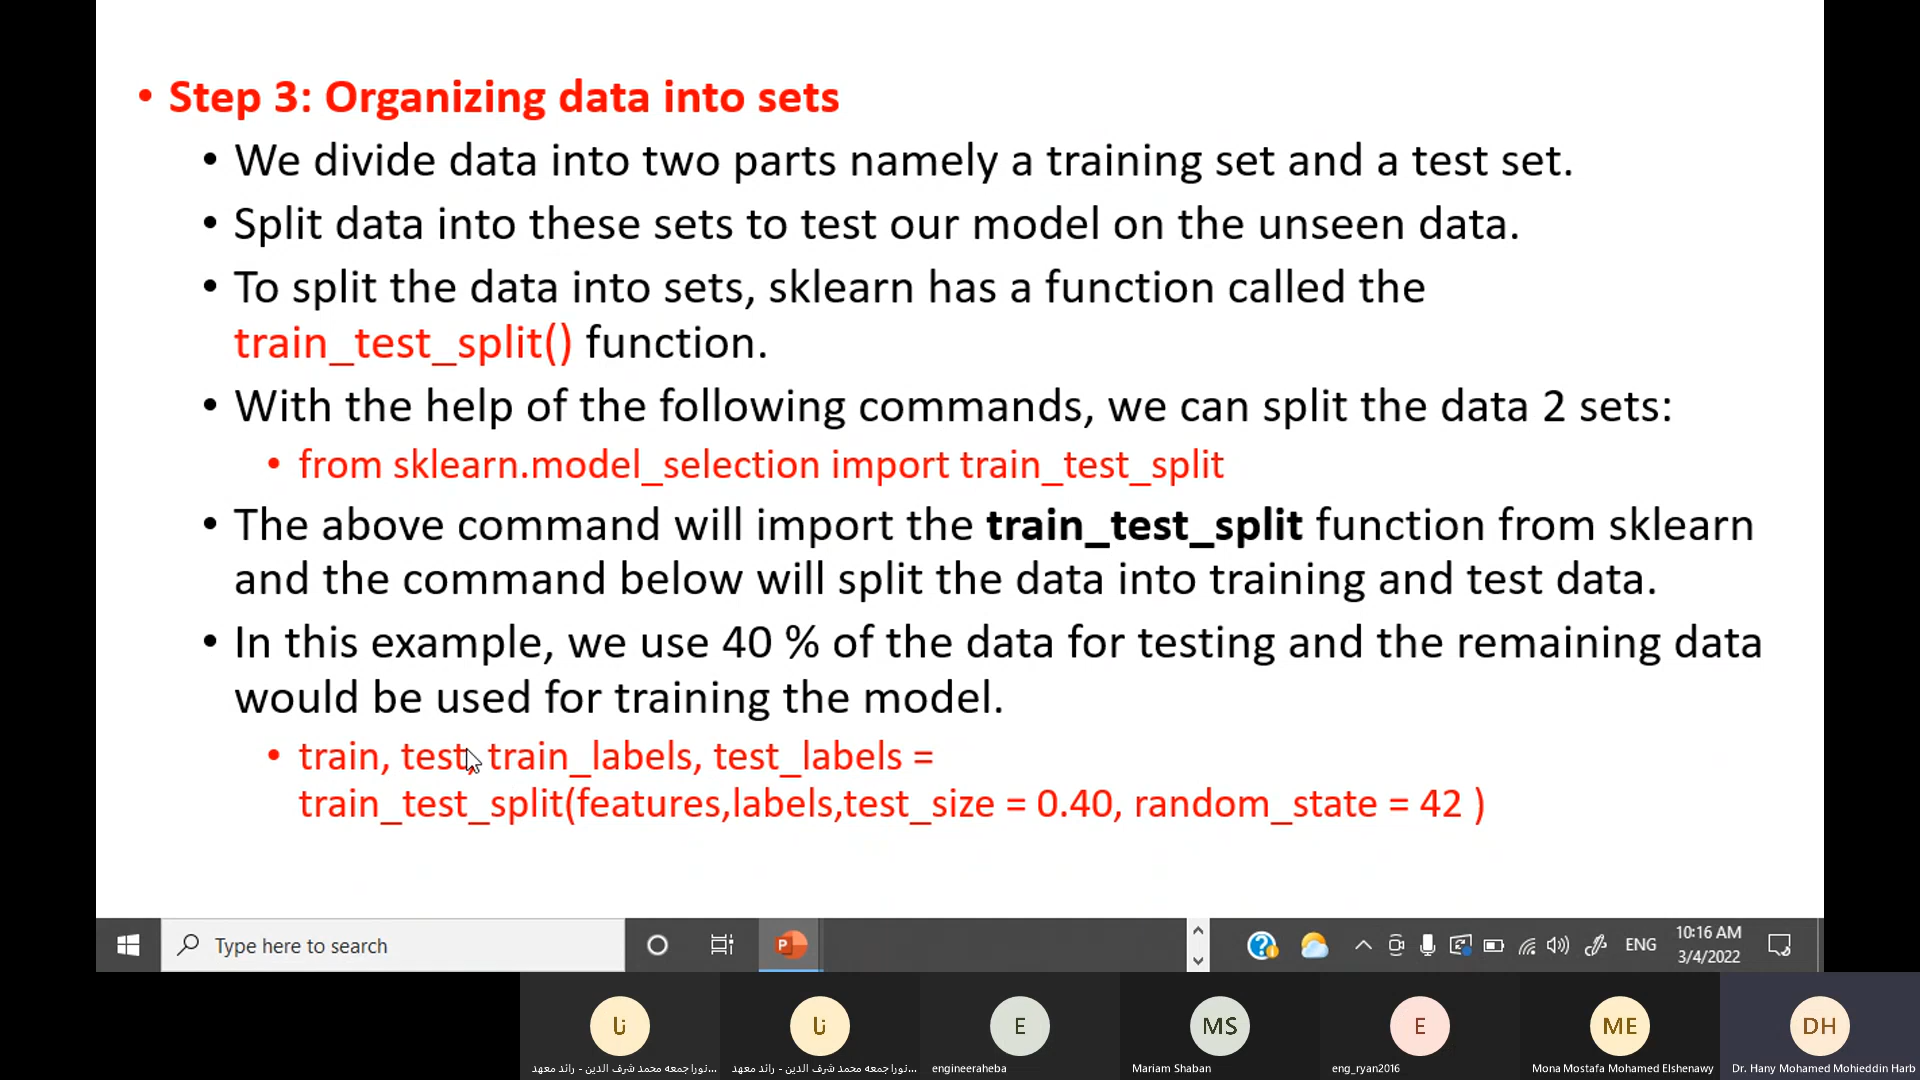 • Step 3: Organizing data into sets
• We divide data into two parts namely a training set and a test set.
• Split data into these sets to test our model on the unseen data.
• To split the data into sets, sklearn has a function called the
train_test_split() function.
• With the help of the following commands, we can split the data 2 sets:
• from sklearn.model_selection import train_test_split
• The above command will import the train_test_split function from sklearn
and the command below will split the data into training and test data.
• In this example, we use 40 % of the data for testing and the remaining data
would be used for training the model.
• train, test, train_labels, test_labels =
train_test_split(features,labels,test_size = 0.40, random_state = 42 )
Type here to search
P
ENG
10:16 AM
3/4/2022
نا
نا
E
MS
E
ME
DH
نورا جمعه محمد شرف الدين - رائد معهد...
نورا جمعه محمد شرف الدين - رائد معهد...
engineeraheba
Mariam Shaban
eng_ryan2016
Mona Mostafa Mohamed Elshenawy
Dr. Hany Mohamed Mohieddin Harb